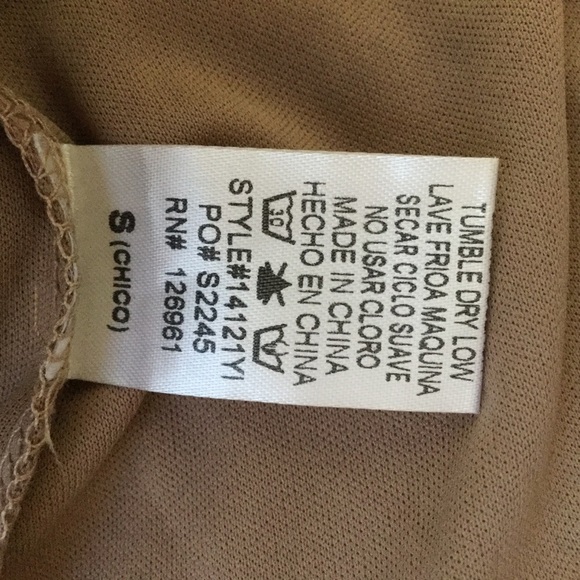 TUMBLE DRY LOW
LAVE FRIOA MAQUINA
SECAR CICLO SUAVE
NO USAR CLORO
MADE IN CHINA
HECHO EN CHINA
30
STYLE#14121YI
PO# S2245
RN# 126961
S (CHICO)